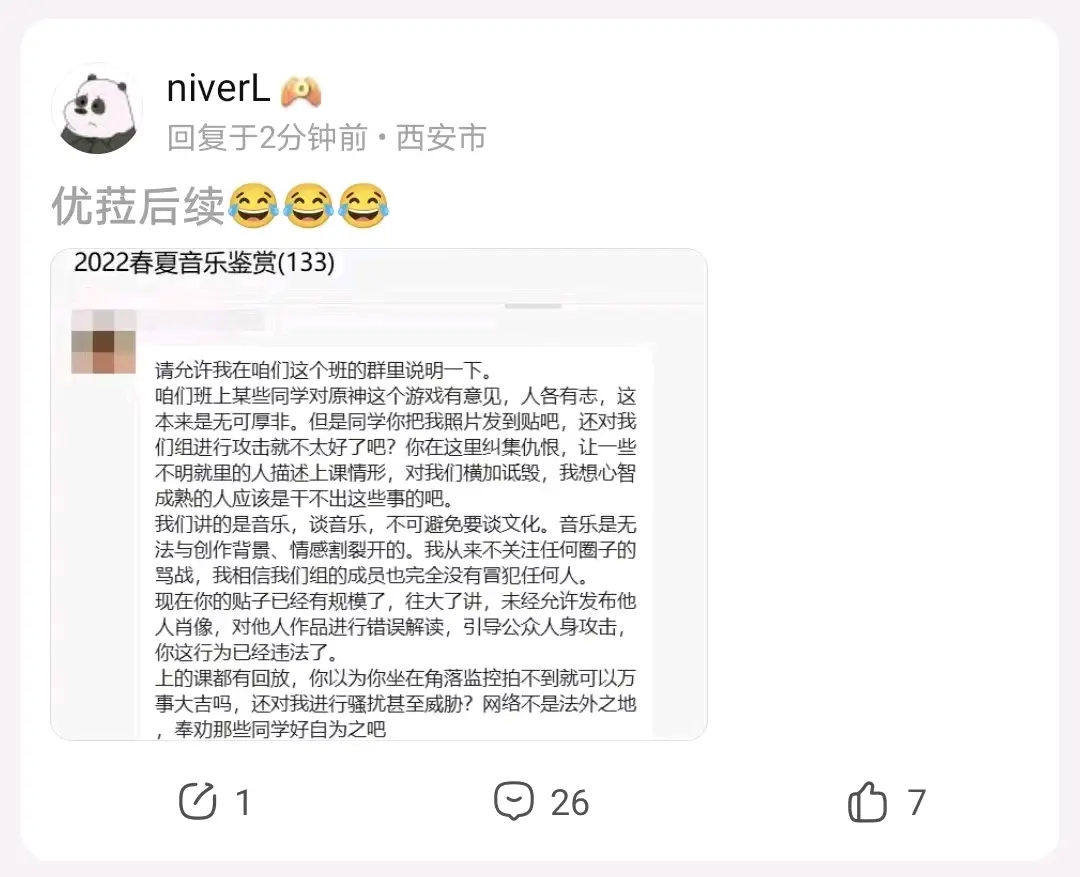 niverL
回复于2分钟前·西安市
优菈后续😂😂😂
2022春夏音乐鉴赏(133)
请允许我在咱们这个班的群里说明一下。
咱们班上某些同学对原神这个游戏有意见，人各有志，这
本来是无可厚非。但是同学你把我照片发到贴吧，还对我
们组进行攻击就不太好了吧？你在这里纠集仇恨，让一些
不明就里的人描述上课情形，对我们横加诋毁，我想心智
成熟的人应该是干不出这些事的吧。
我们讲的是音乐，谈音乐，不可避免要谈文化。音乐是无
法与创作背景、情感割裂开的。我从来不关注任何圈子的
骂战，我相信我们组的成员也完全没有冒犯任何人。
现在你的贴子已经有规模了，往大了讲，未经允许发布他
人肖像，对他人作品进行错误解读，引导公众人身攻击，
你这行为已经违法了。
上的课都有回放，你以为你坐在角落监控拍不到就可以万
事大吉吗，还对我进行骚扰甚至威胁？网络不是法外之地
，奉劝那些同学好自为之吧
1
26
7